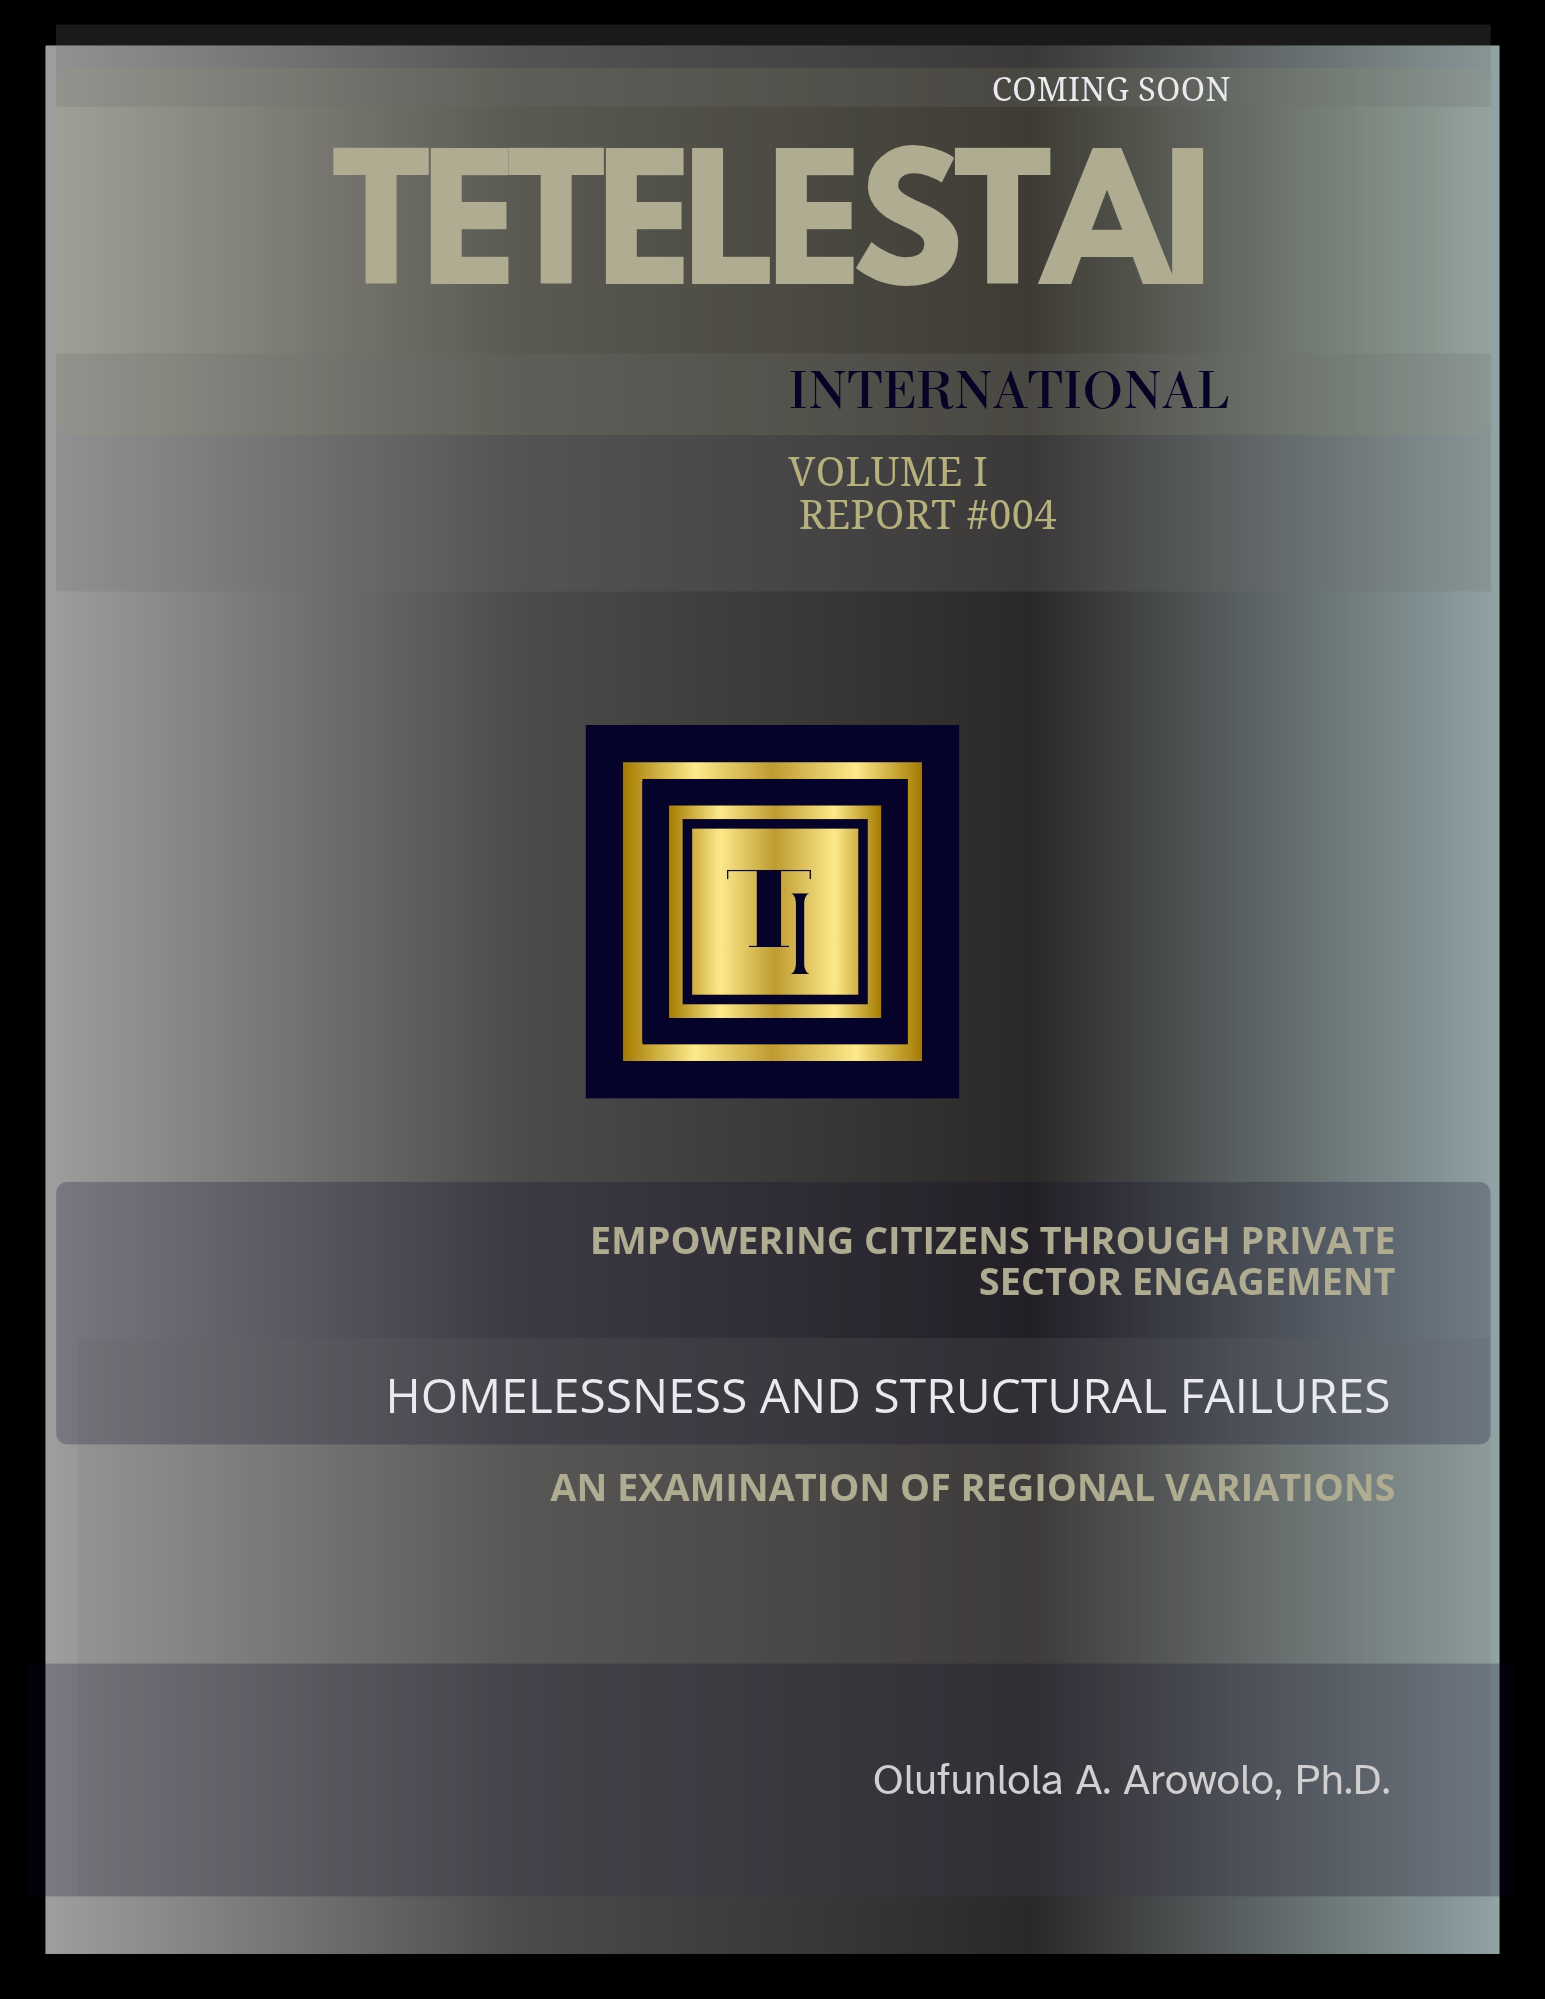 COMING SOON
TETELESTAI
INTERNATIONAL
VOLUME I
REPORT #004
TI
EMPOWERING CITIZENS THROUGH PRIVATE
SECTOR ENGAGEMENT
HOMELESSNESS AND STRUCTURAL FAILURES
AN EXAMINATION OF REGIONAL VARIATIONS
Olufunlola A. Arowolo, Ph.D.